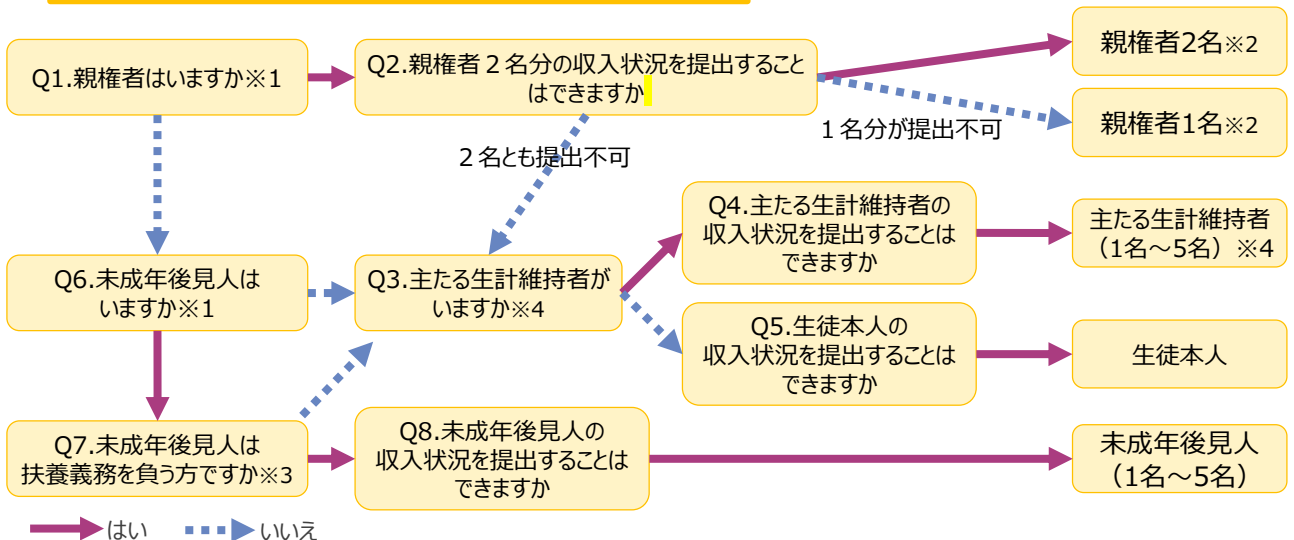 Q1.親権者はいますか※1
Q2.親権者２名分の収入状況を提出すること
はできますか
親権者2名※2
１名分が提出不可
親権者1名※2
２名とも提出不可
Q6.未成年後見人は
いますか※1
Q3.主たる生計維持者が
いますか※4
Q4.主たる生計維持者の
収入状況を提出することは
できますか
主たる生計維持者
（1名～5名）※4
Q5.生徒本人の
収入状況を提出することは
できますか
生徒本人
Q7.未成年後見人は
扶養義務を負う方ですか※3
Q8.未成年後見人の
収入状況を提出することは
できますか
未成年後見人
（1名～5名）
はい
いいえ